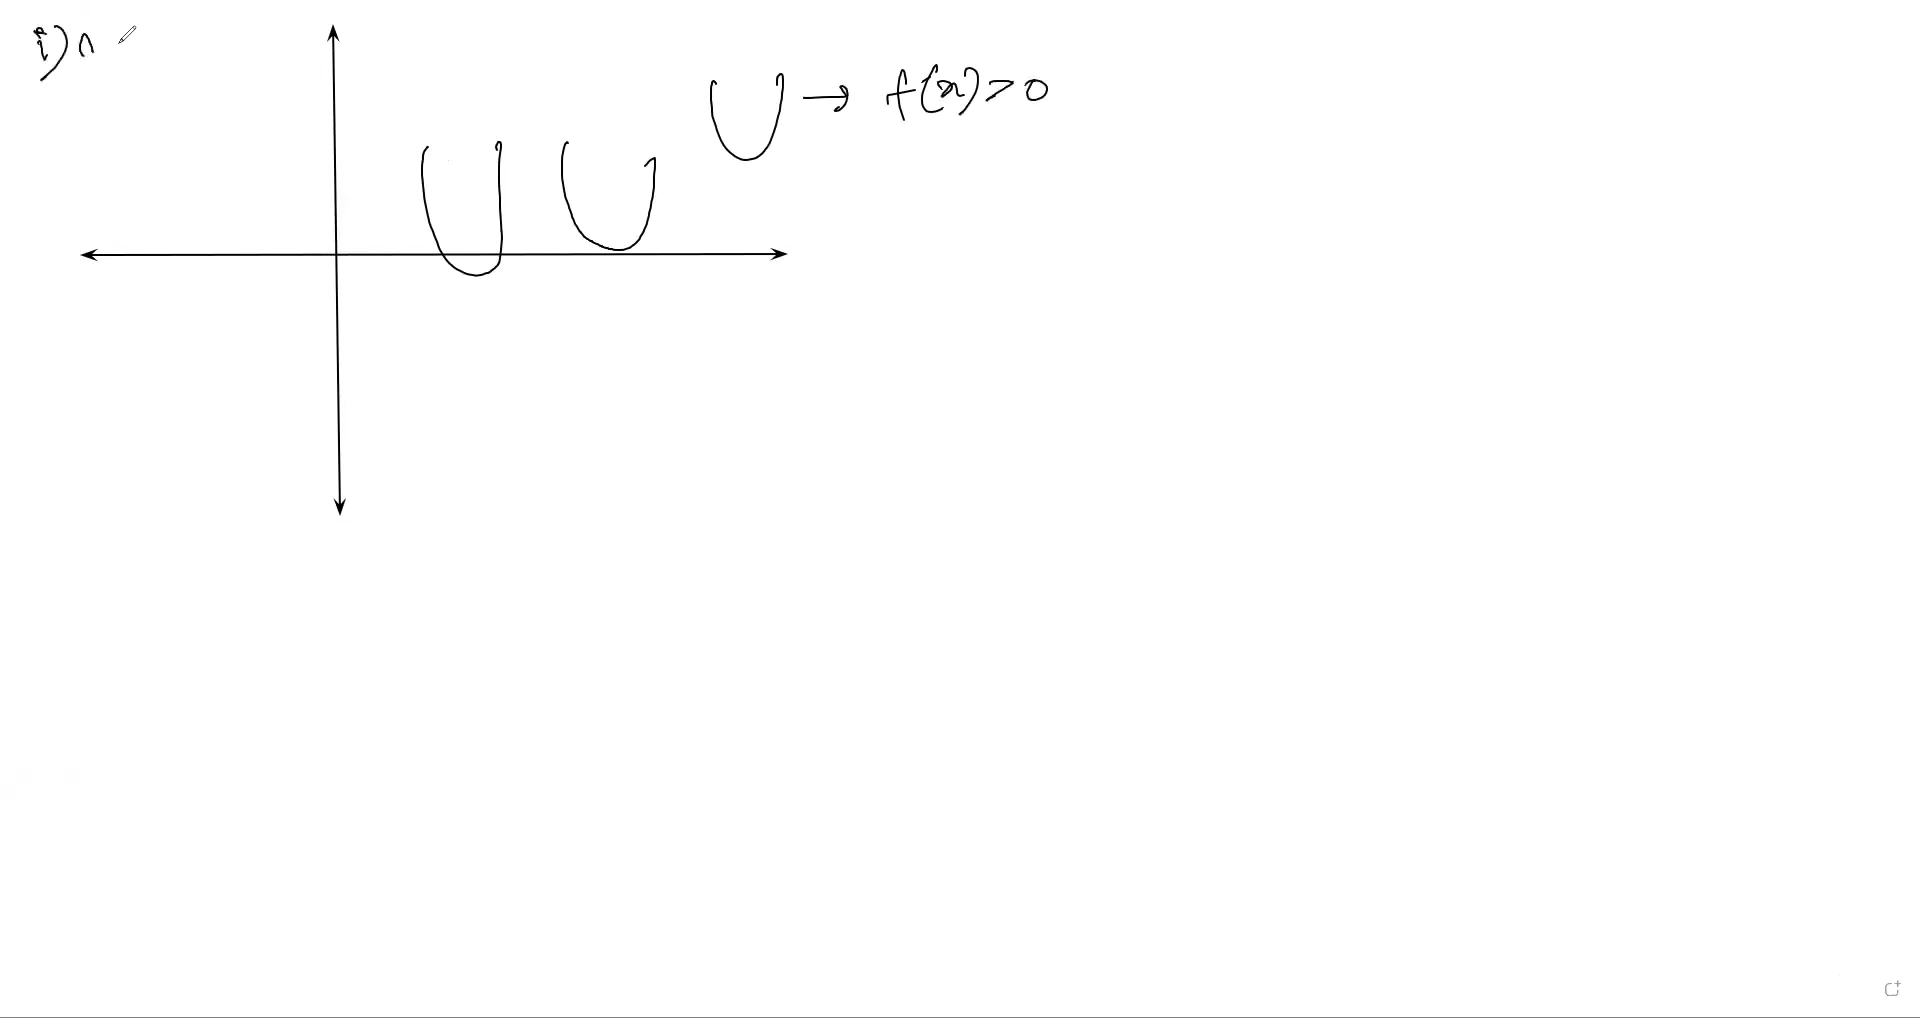 i) n
→ f(x) > 0